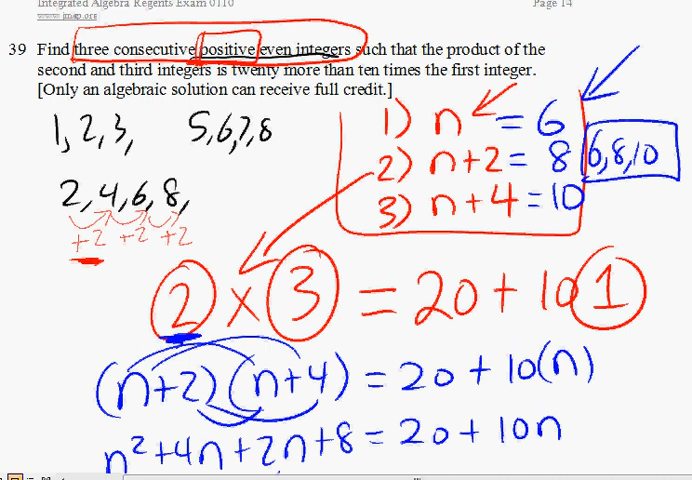 Integrated Algebra Regents Exam 0110 Page 14
www.jmap.org
39 Find three consecutive positive even integers such that the product of the
second and third integers is twenty more than ten times the first integer.
[Only an algebraic solution can receive full credit.]
1, 2, 3, 5, 6, 7, 8
1) n = 6
2) n+2 = 8 6, 8, 10
3) n+4 = 10
2, 4, 6, 8,
+2 +2 +2
2 x 3 = 20 + 10 1
(n+2)(n+4) = 20 + 10(n)
n²+4n+2n+8 = 20 + 10n